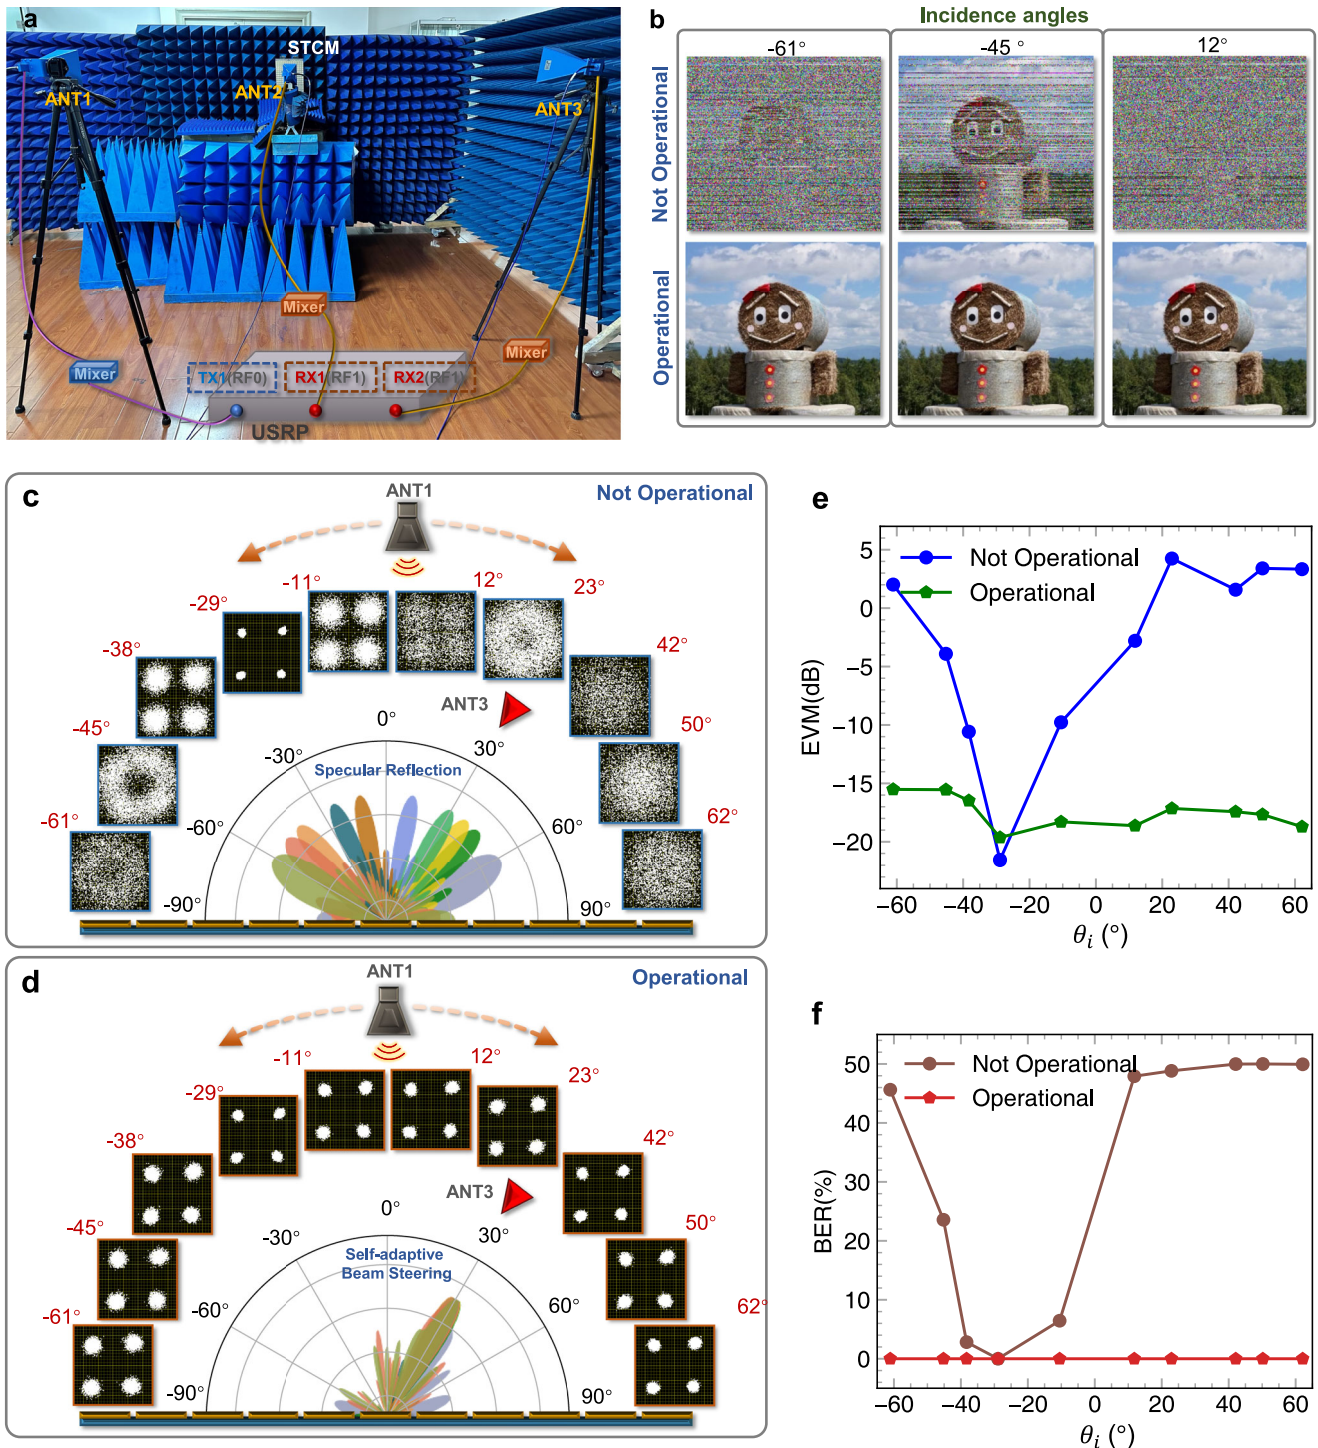 a
STCM
ANT1
ANT2
ANT3
Mixer
Mixer
Mixer
TX1(RF0)
RX1(RF1)
RX2(RF1)
USRP
b
Incidence angles
-61°
-45 °
12°
Not Operational
Operational
c
ANT1
Not Operational
-11°
12°
-29°
23°
-38°
42°
ANT3
-45°
50°
0°
-30°
30°
Specular Reflection
-61°
62°
-60°
60°
-90°
90°
d
ANT1
Operational
-11°
12°
-29°
23°
-38°
42°
ANT3
0°
-45°
50°
-30°
30°
Self-adaptive
Beam Steering
-61°
62°
-60°
60°
-90°
90°
e
Not Operational
Operational
EVM(dB)
5
0
−5
−10
−15
−20
−60
−40
−20
0
20
40
60
θi (°)
f
Not Operational
Operational
BER(%)
50
40
30
20
10
0
−60
−40
−20
0
20
40
60
θi (°)